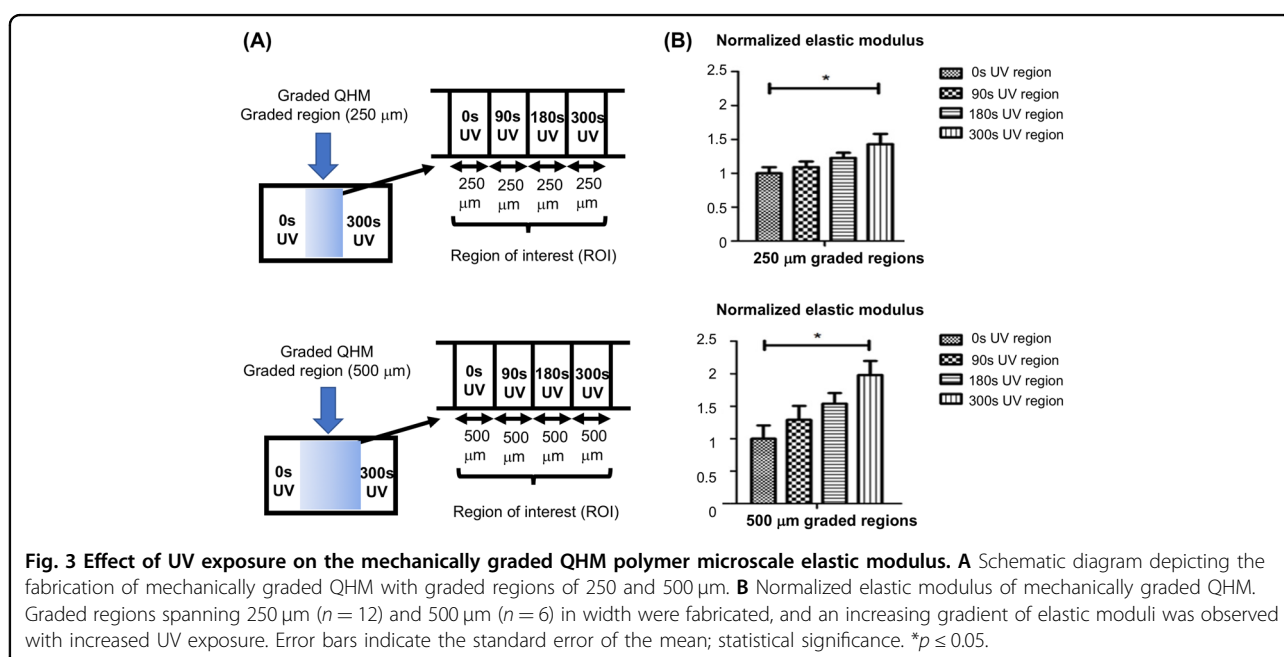 (A)
Graded QHM
Graded region (250 μm)
0s UV
300s UV
0s UV
90s UV
180s UV
300s UV
250 μm
250 μm
250 μm
250 μm
Region of interest (ROI)
Graded QHM
Graded region (500 μm)
0s UV
300s UV
0s UV
90s UV
180s UV
300s UV
500 μm
500 μm
500 μm
500 μm
Region of interest (ROI)
(B)
Normalized elastic modulus
2.5
2
1.5
1
0.5
0
*
250 μm graded regions
0s UV region
90s UV region
180s UV region
300s UV region
Normalized elastic modulus
2.5
2
1.5
1
0.5
0
*
500 μm graded regions
0s UV region
90s UV region
180s UV region
300s UV region
Fig. 3 Effect of UV exposure on the mechanically graded QHM polymer microscale elastic modulus. A Schematic diagram depicting the
fabrication of mechanically graded QHM with graded regions of 250 and 500 μm. B Normalized elastic modulus of mechanically graded QHM.
Graded regions spanning 250 μm (n = 12) and 500 μm (n = 6) in width were fabricated, and an increasing gradient of elastic moduli was observed
with increased UV exposure. Error bars indicate the standard error of the mean; statistical significance. *p ≤ 0.05.